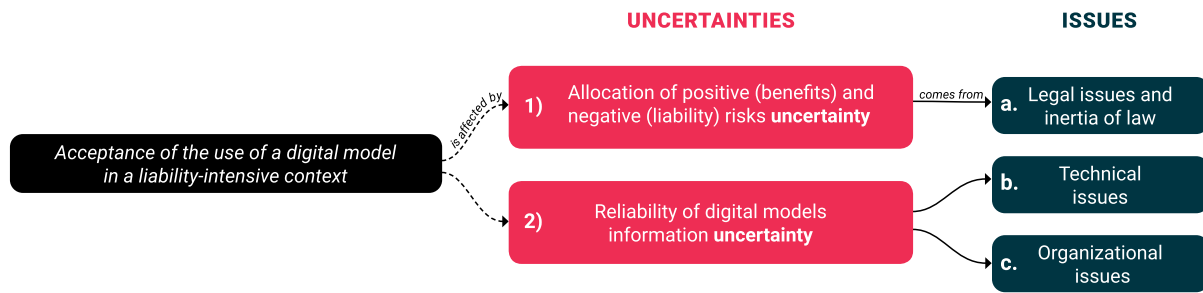 UNCERTAINTIES
ISSUES
Acceptance of the use of a digital model
in a liability-intensive context
is affected by
1)
Allocation of positive (benefits) and
negative (liability) risks uncertainty
comes from
a.
Legal issues and
inertia of law
2)
Reliability of digital models
information uncertainty
b.
Technical
issues
c.
Organizational
issues